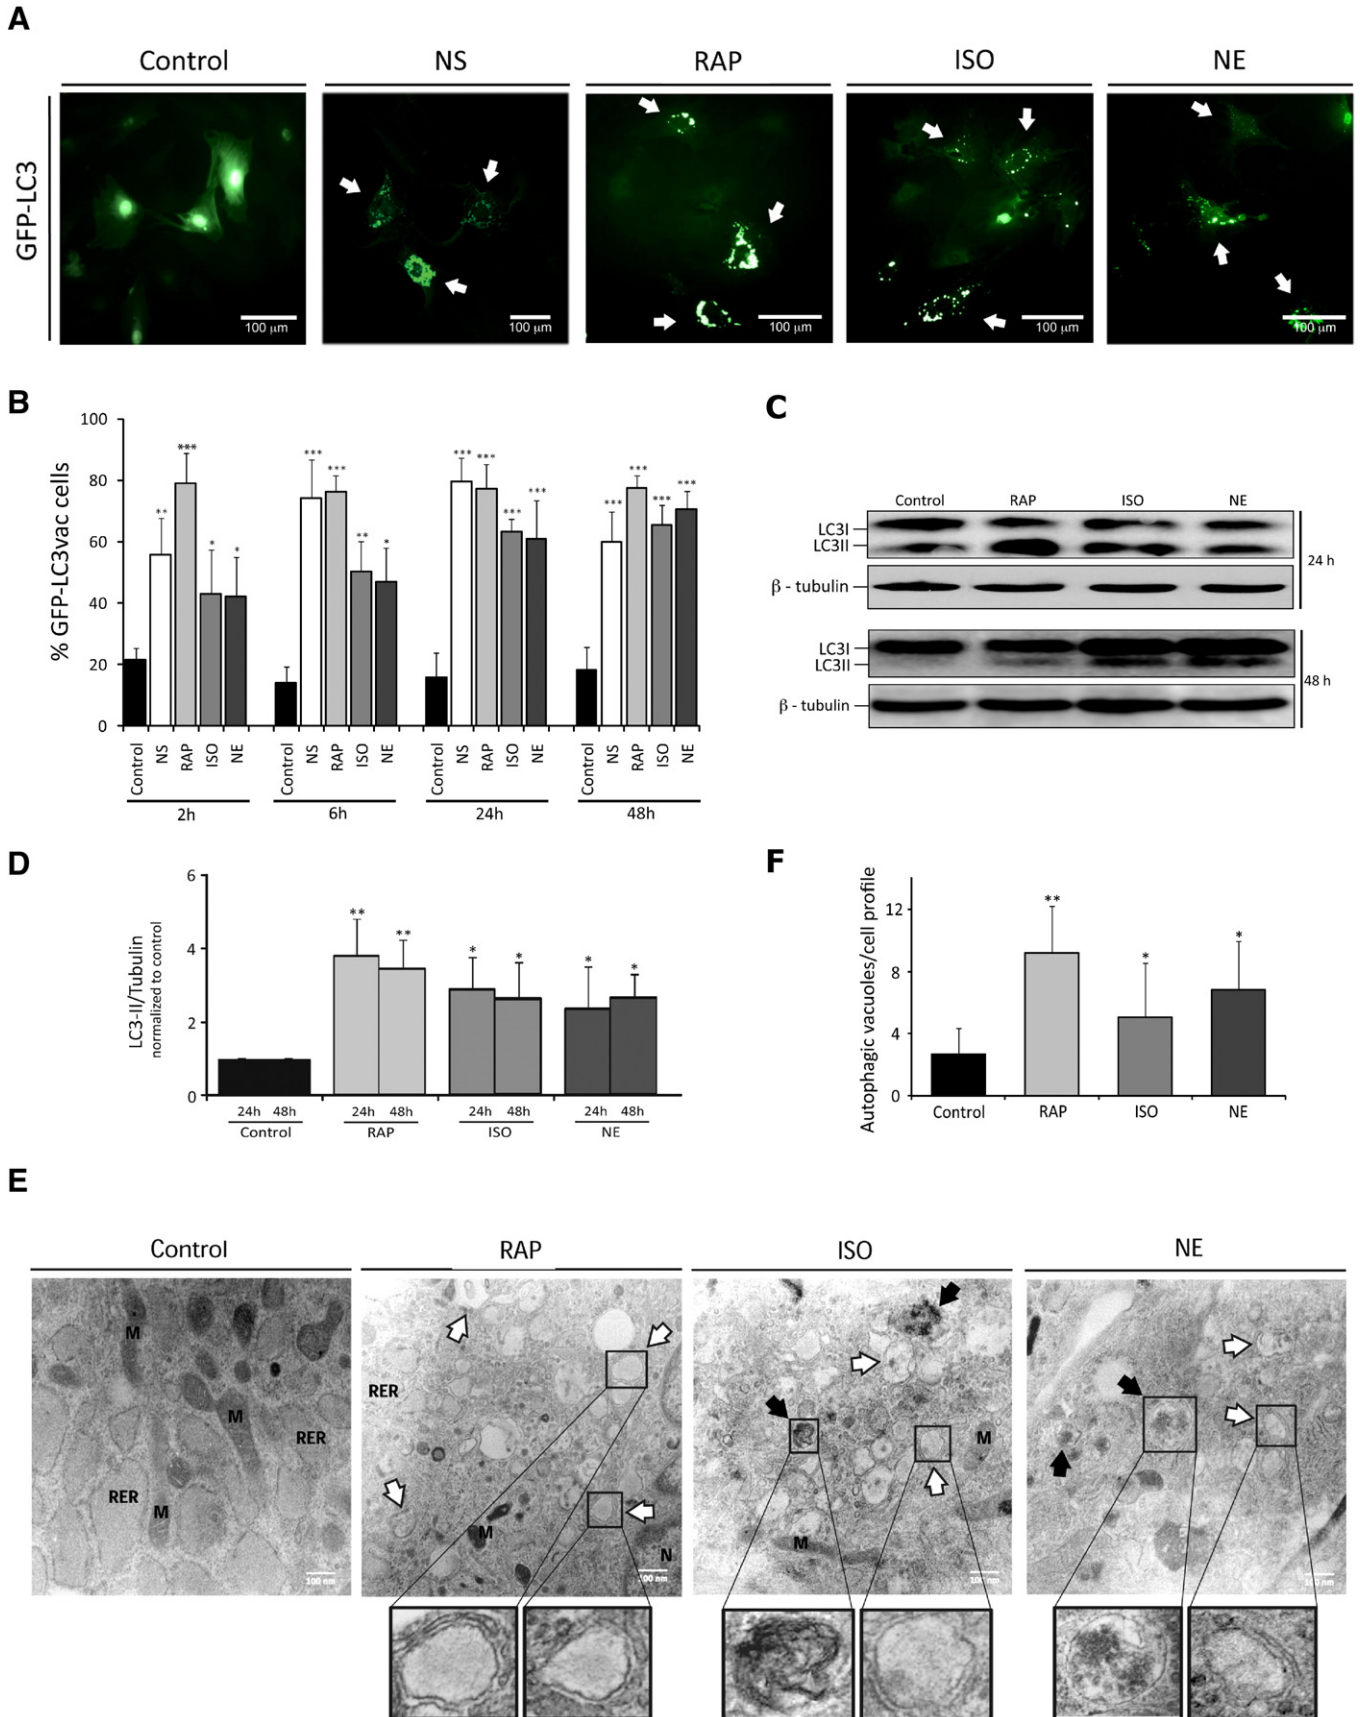 A
Control NS RAP ISO NE
GFP-LC3
100 μm 100 μm 100 μm 100 μm 100 μm
B
% GFP-LC3vac cells
100
80
60
40
20
0
** *** * *
*** *** ** *
*** *** *** ***
*** *** *** ***
Control NS RAP ISO NE
Control NS RAP ISO NE
Control NS RAP ISO NE
Control NS RAP ISO NE
2h 6h 24h 48h
C
Control RAP ISO NE
LC3I
LC3II
β - tubulin
24 h
LC3I
LC3II
β - tubulin
48 h
D
LC3-II/Tubulin
normalized to control
6
4
2
0
** ** * * * *
24h 48h 24h 48h 24h 48h 24h 48h
Control RAP ISO NE
F
Autophagic vacuoles/cell profile
12
8
4
0
** * *
Control RAP ISO NE
E
Control RAP ISO NE
M
M
RER
RER
M
100 nm
RER
M
N
100 nm
M
M
100 nm
100 nm